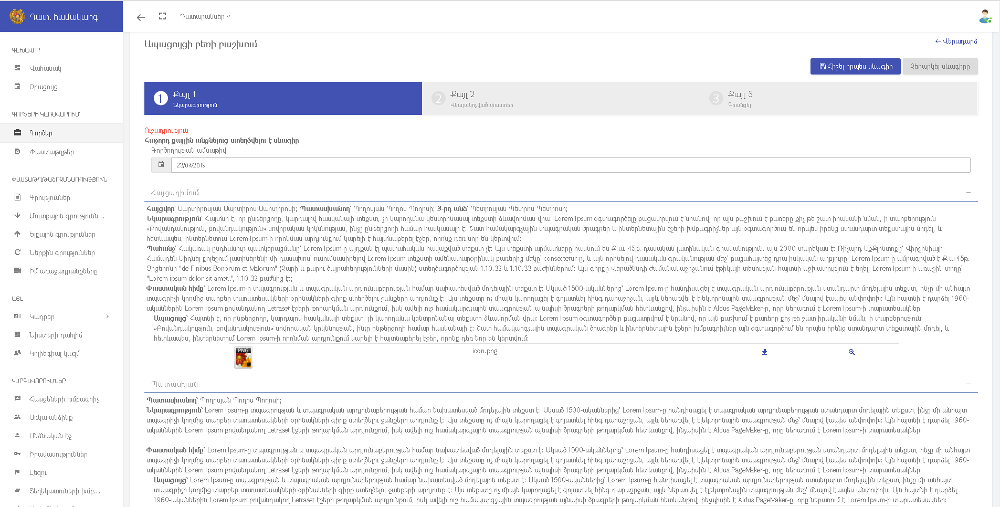 Դատ. համակարգ
Դատարաններ
ԳԼԽԱՎՈՐ
Վահանակ
Օրացույց
ԳՈՐԾԵՐԻ ԿԱՌԱՎԱՐՈՒՄ
Գործեր
Փաստաթղթեր
ՓԱՍՏԱԹՂԹԱՇՐՋԱՆԱՌՈՒԹՅՈՒՆ
Գրություններ
Մուտքային գրությունն...
Ելքային գրություններ
Ներքին գրություններ
Իմ առաջադրանքները
ԱՅԼ
Կադրեր
Նիստերի դահլիճ
Կոլիեգիալ կազմ
ԿԱՐԳԱՎՈՐՈՒՄՆԵՐ
Հասցեների խմբագրիչ
Առկա անձինք
Անձնական էջ
Իրավասություններ
Լեզու
Տեղեկատուների խմբ...
Ապացույցի բեռի բաշխում
← Վերադարձ
Հիշել որպես սևագիր
Չեղարկել սևագիրը
1 Քայլ 1
Նկարագրություն
2 Քայլ 2
Վկայակոչված փաստեր
3 Քայլ 3
Գրանցել
Ուշադրություն
Հաջորդ քայլին անցնելուց ստեղծվելու է սևագիր
Գործողության ամսաթիվ
23/04/2019
Հայցադիմում
Հայցվոր՝ Մարտիրոսյան Մարտիրոս Մարտիրոսի; Պատասխանող՝ Պողոսյան Պողոս Պողոսի; 3-րդ անձ՝ Պետրոսյան Պետրոս Պետրոսի;
Նկարագրություն՝ Հայտնի է, որ ընթերցողը, կարդալով հասկանալի տեքստ, չի կարողանա կենտրոնանալ տեքստի ձևավորման վրա: Lorem Ipsum օգտագործելը բացատրվում է նրանով, որ այն բաշխում է բառերը քիչ թե շատ իրականի նման, ի տարբերություն
«Բովանդակություն, բովանդակություն» սովորական կրկնության, ինչը ընթերցողի համար հասկանալի է: Շատ համակարգչային տպագրական ծրագրեր և ինտերնետային էջերի խմբագրիչներ այն օգտագործում են որպես իրենց ստանդարտ տեքստային մոդել, և
հետևապես, ինտերնետում Lorem Ipsum-ի որոնման արդյունքում կարելի է հայտնաբերել էջեր, որոնք դեռ նոր են կերտվում:
Պահանջ՝ Հակառակ ընդհանուր պատկերացմանը՝ Lorem Ipsum-ը այդքան էլ պատահական հավաքված տեքստ չէ: Այս տեքստի արմատները հասնում են Ք.ա. 45թ. դասական լատինական գրականություն. այն 2000 տարեկան է: Ռիչարդ ՄքՔլինտոքը՝ Վիրջինիայի
Համպդեն-Սիդնեյ քոլեջում լատիներենի մի դասախոս՝ ուսումնասիրելով Lorem Ipsum տեքստի ամենատարօրինակ բառերից մեկը՝ consectetur-ը, և այն որոնելով դասական գրականության մեջ՝ բացահայտեց դրա իսկական աղբյուրը: Lorem Ipsum-ը ամրագրված է Ք.ա 45թ.
Ցիցերոնի "de Finibus Bonorum et Malorum" (Չարի և բարու ծայրահեղությունների մասին) ստեղծագործության 1.10.32 և 1.10.33 բաժիններում: Այս գիրքը Վերածննդի ժամանակաշրջանում էթիկայի տեսության հայտնի աշխատություն է եղել: Lorem Ipsum-ի առաջին տողը՝
"Lorem ipsum dolor sit amet..", 1.10.32 բաժնից է:;
Փաստական հիմք՝ Lorem Ipsum-ը տպագրության և տպագրական արդյունաբերության համար նախատեսված մոդելային տեքստ է: Սկսած 1500-ականներից՝ Lorem Ipsum-ը հանդիսացել է տպագրական արդյունաբերության ստանդարտ մոդելային տեքստ, ինչը մի անհայտ
տպագրիչի կողմից տարբեր տառատեսակների օրինակների գիրք ստեղծելու ջանքերի արդյունք է: Այս տեքստը ոչ միայն կարողացել է գոյատևել հինգ դարաշրջան, այլև ներառվել է էլեկտրոնային տպագրության մեջ՝ մնալով էապես անփոփոխ: Այն հայտնի է դարձել 1960-
ականներին Lorem Ipsum բովանդակող Letraset էջերի թողարկման արդյունքում, իսկ ավելի ուշ համակարգչային տպագրության այնպիսի ծրագրերի թողարկման հետևանքով, ինչպիսին է Aldus PageMaker-ը, որը ներառում է Lorem Ipsum-ի տարատեսակներ:
Ապացույց՝ Հայտնի է, որ ընթերցողը, կարդալով հասկանալի տեքստ, չի կարողանա կենտրոնանալ տեքստի ձևավորման վրա: Lorem Ipsum օգտագործելը բացատրվում է նրանով, որ այն բաշխում է բառերը քիչ թե շատ իրականի նման, ի տարբերություն
«Բովանդակություն, բովանդակություն» սովորական կրկնության, ինչը ընթերցողի համար հասկանալի է: Շատ համակարգչային տպագրական ծրագրեր և ինտերնետային էջերի խմբագրիչներ այն օգտագործում են որպես իրենց ստանդարտ տեքստային մոդել, և
հետևապես, ինտերնետում Lorem Ipsum-ի որոնման արդյունքում կարելի է հայտնաբերել էջեր, որոնք դեռ նոր են կերտվում:
PNG
icon.png
Պատասխան
Պատասխանող՝ Պողոսյան Պողոս Պողոսի;
Նկարագրություն՝ Lorem Ipsum-ը տպագրության և տպագրական արդյունաբերության համար նախատեսված մոդելային տեքստ է: Սկսած 1500-ականներից՝ Lorem Ipsum-ը հանդիսացել է տպագրական արդյունաբերության ստանդարտ մոդելային տեքստ, ինչը մի անհայտ
տպագրիչի կողմից տարբեր տառատեսակների օրինակների գիրք ստեղծելու ջանքերի արդյունք է: Այս տեքստը ոչ միայն կարողացել է գոյատևել հինգ դարաշրջան, այլև ներառվել է էլեկտրոնային տպագրության մեջ՝ մնալով էապես անփոփոխ: Այն հայտնի է դարձել 1960-
ականներին Lorem Ipsum բովանդակող Letraset էջերի թողարկման արդյունքում, իսկ ավելի ուշ համակարգչային տպագրության այնպիսի ծրագրերի թողարկման հետևանքով, ինչպիսին է Aldus PageMaker-ը, որը ներառում է Lorem Ipsum-ի տարատեսակներ:
Փաստական հիմք՝ Lorem Ipsum-ը տպագրության և տպագրական արդյունաբերության համար նախատեսված մոդելային տեքստ է: Սկսած 1500-ականներից՝ Lorem Ipsum-ը հանդիսացել է տպագրական արդյունաբերության ստանդարտ մոդելային տեքստ, ինչը մի անհայտ
տպագրիչի կողմից տարբեր տառատեսակների օրինակների գիրք ստեղծելու ջանքերի արդյունք է: Այս տեքստը ոչ միայն կարողացել է գոյատևել հինգ դարաշրջան, այլև ներառվել է էլեկտրոնային տպագրության մեջ՝ մնալով էապես անփոփոխ: Այն հայտնի է դարձել 1960-
ականներին Lorem Ipsum բովանդակող Letraset էջերի թողարկման արդյունքում, իսկ ավելի ուշ համակարգչային տպագրության այնպիսի ծրագրերի թողարկման հետևանքով, ինչպիսին է Aldus PageMaker-ը, որը ներառում է Lorem Ipsum-ի տարատեսակներ:
Ապացույց՝ Lorem Ipsum-ը տպագրության և տպագրական արդյունաբերության համար նախատեսված մոդելային տեքստ է: Սկսած 1500-ականներից՝ Lorem Ipsum-ը հանդիսացել է տպագրական արդյունաբերության ստանդարտ մոդելային տեքստ, ինչը մի անհայտ
տպագրիչի կողմից տարբեր տառատեսակների օրինակների գիրք ստեղծելու ջանքերի արդյունք է: Այս տեքստը ոչ միայն կարողացել է գոյատևել հինգ դարաշրջան, այլև ներառվել է էլեկտրոնային տպագրության մեջ՝ մնալով էապես անփոփոխ: Այն հայտնի է դարձել
1960-ականներին Lorem Ipsum բովանդակող Letraset էջերի թողարկման արդյունքում, իսկ ավելի ուշ համակարգչային տպագրության այնպիսի ծրագրերի թողարկման հետևանքով, ինչպիսին է Aldus PageMaker-ը, որը ներառում է Lorem Ipsum-ի տարատեսակներ: